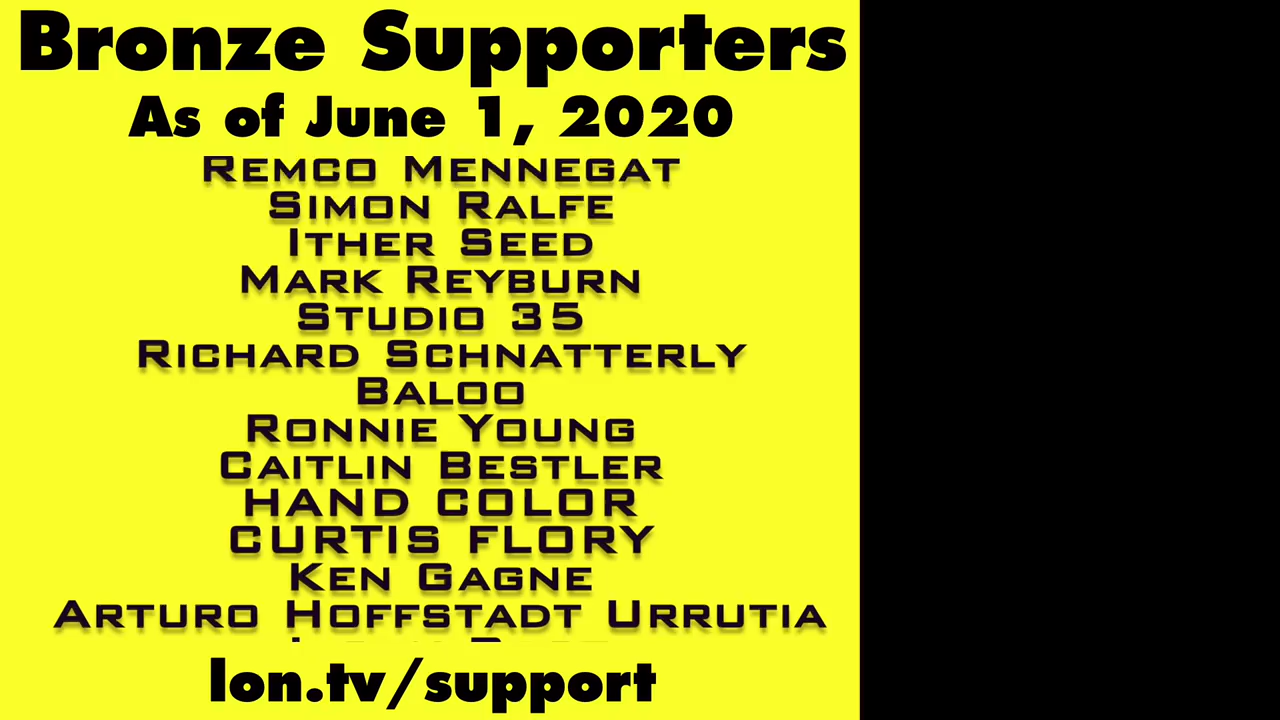 Bronze Supporters
As of June 1, 2020
Remco Mennegat
Simon Ralfe
Ither Seed
Mark Reyburn
Studio 35
Richard Schnatterly
Baloo
Ronnie Young
Caitlin Bestler
HAND COLOR
CURTIS FLORY
Ken Gagne
Arturo Hoffstadt Urrutia
lon.tv/support